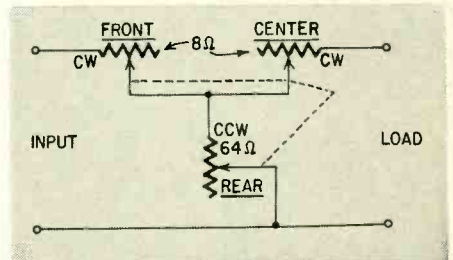 FRONT
CENTER
8Ω
CW
CW
INPUT
CCW
64Ω
LOAD
REAR